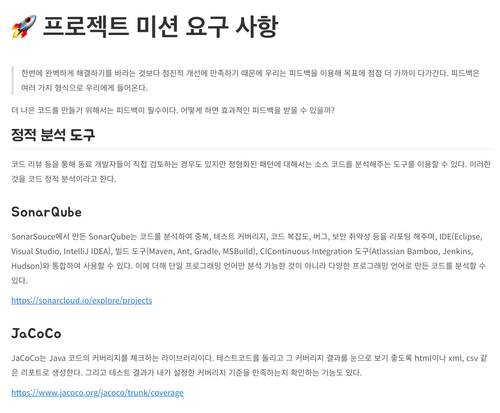 🚀 프로젝트 미션 요구 사항
한번에 완벽하게 해결하기를 바라는 것보다 점진적 개선에 만족하기 때문에 우리는 피드백을 이용해 목표에 점점 더 가까이 다가간다. 피드백은
여러 가지 형식으로 우리에게 들어온다.
더 나은 코드를 만들기 위해서는 피드백이 필수이다. 어떻게 하면 효과적인 피드백을 받을 수 있을까?
정적 분석 도구
코드 리뷰 등을 통해 동료 개발자들이 직접 검토하는 경우도 있지만 정형화된 패턴에 대해서는 소스 코드를 분석해주는 도구를 이용할 수 있다. 이러한
것을 코드 정적 분석이라고 한다.
SonarQube
SonarSouce에서 만든 SonarQube는 코드를 분석하여 중복, 테스트 커버리지, 코드 복잡도, 버그, 보안 취약성 등을 리포팅 해주며, IDE(Eclipse,
Visual Studio, IntelliJ IDEA), 빌드 도구(Maven, Ant, Gradle, MSBuild), CIContinuous Integration 도구(Atlassian Bamboo, Jenkins,
Hudson)와 통합하여 사용할 수 있다. 이에 더해 단일 프로그래밍 언어만 분석 가능한 것이 아니라 다양한 프로그래밍 언어로 만든 코드를 분석할 수
있다.
https://sonarcloud.io/explore/projects
JaCoCo
JaCoCo는 Java 코드의 커버리지를 체크하는 라이브러리이다. 테스트코드를 돌리고 그 커버리지 결과를 눈으로 보기 좋도록 html이나 xml, csv 같
은 리포트로 생성한다. 그리고 테스트 결과가 내가 설정한 커버리지 기준을 만족하는지 확인하는 기능도 있다.
https://www.jacoco.org/jacoco/trunk/coverage